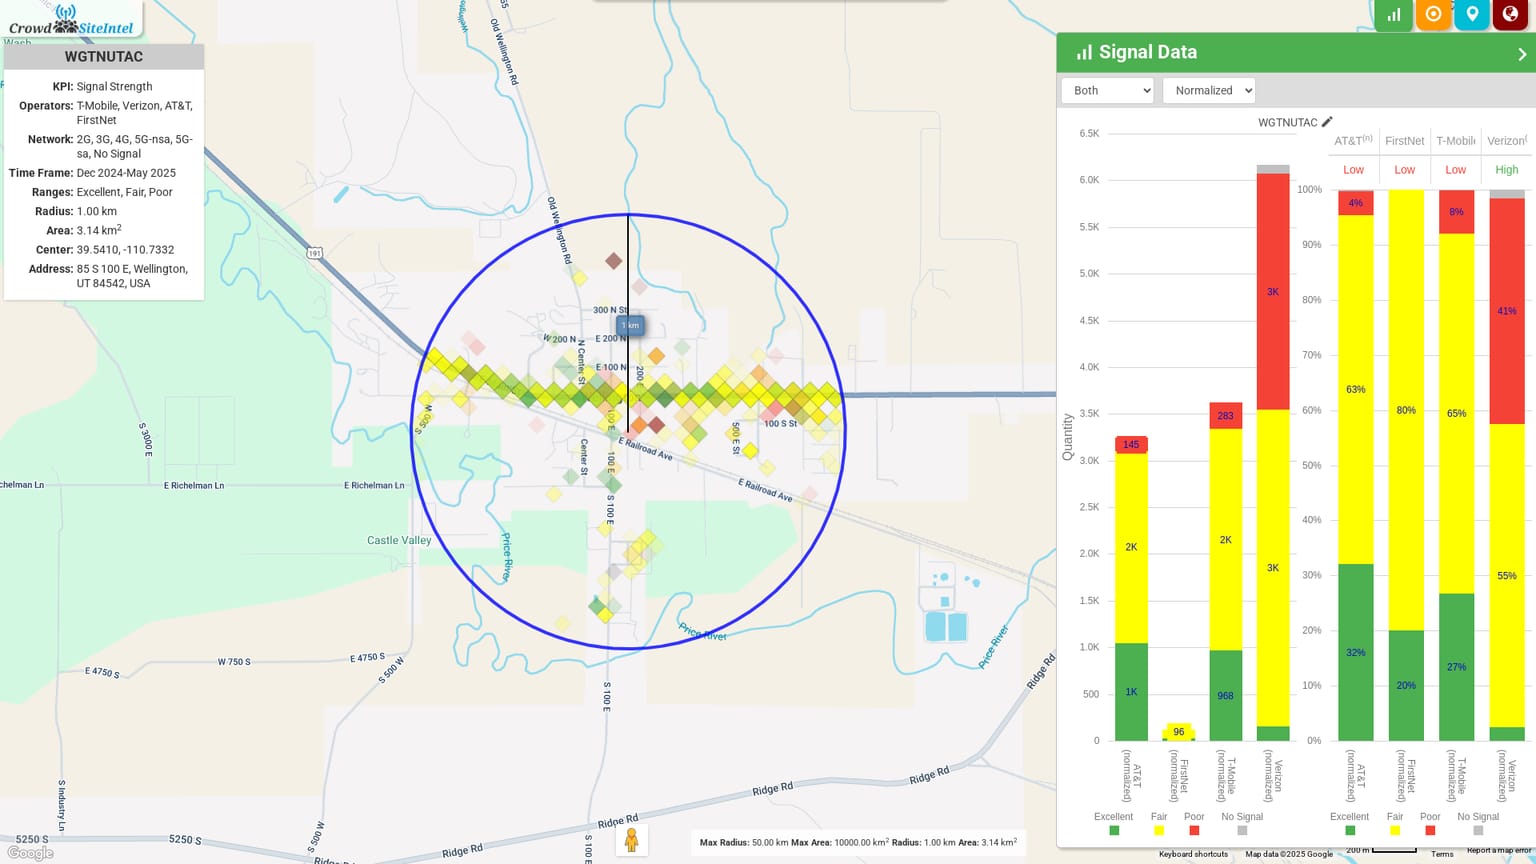 Crowd SiteIntel
Wash
WGTNUTAC
KPI: Signal Strength
Operators: T-Mobile, Verizon, AT&T,
FirstNet
Network: 2G, 3G, 4G, 5G-nsa, 5G-
sa, No Signal
Time Frame: Dec 2024-May 2025
Ranges: Excellent, Fair, Poor
Radius: 1.00 km
Area: 3.14 km2
Center: 39.5410, -110.7332
Address: 85 S 100 E, Wellington,
UT 84542, USA
Old Wellington Rd
Old Wellington Rd
191
300 N St
1 km
W 200 N
E 200 N
N Center St
E 100 N
200 E
S 500 W
100 E
500 E St
100 S St
E Railroad Ave
Center St
100 E
E Railroad Ave
S 3000 E
chelman Ln
E Richelman Ln
E Richelman Ln
S 100 E
Castle Valley
Price River
Price River
Price River
W 750 S
E 4750 S
E 4750 S
S 500 W
S 100 E
Ridge Rd
Ridge Rd
Ridge Rd
Ridge Rd
Ridge Rd
Ridge Rd
S Industry Ln
S 500 W
S 100 E
5250 S
5250 S
Google
Max Radius: 50.00 km Max Area: 10000.00 km2 Radius: 1.00 km Area: 3.14 km2
Signal Data
Both
Normalized
WGTNUTAC
6.5K
6.0K
5.5K
5.0K
4.5K
4.0K
3.5K
3.0K
2.5K
2.0K
1.5K
1.0K
500
0
Quantity
145
2K
1K
96
283
2K
968
3K
3K
AT&T (normalized)
FirstNet (normalized)
T-Mobile (normalized)
Verizon (normalized)
Excellent
Fair
Poor
No Signal
AT&T(n)
FirstNet
T-Mobile
Verizon(
Low
Low
Low
High
100%
90%
80%
70%
60%
50%
40%
30%
20%
10%
0%
4%
63%
32%
80%
20%
8%
65%
27%
41%
55%
AT&T (normalized)
FirstNet (normalized)
T-Mobile (normalized)
Verizon (normalized)
Excellent
Fair
Poor
No Signal
Keyboard shortcuts
Map data ©2025 Google
200 m
Terms
Report a map error